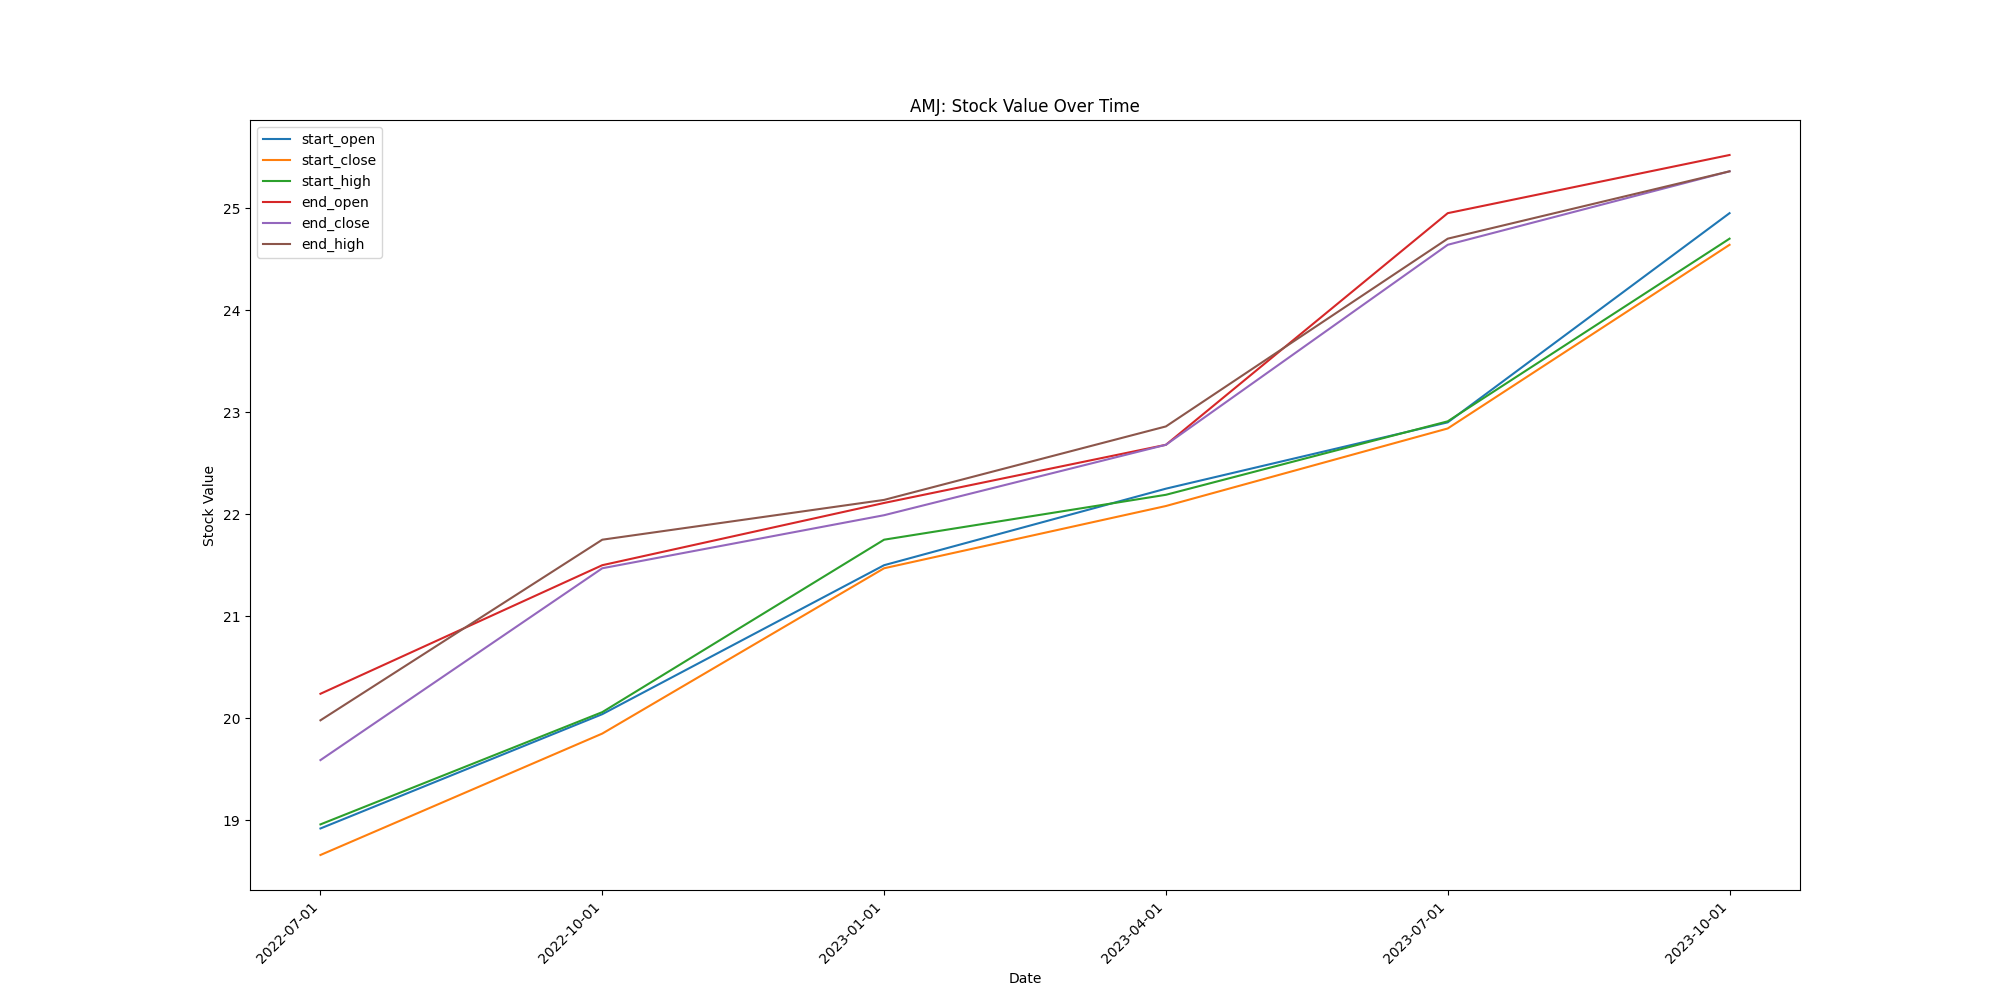 AMJ: Stock Value Over Time
start_open
start_close
start_high
end_open
end_close
end_high
Stock Value
25
24
23
22
21
20
19
2022-07-01
2022-10-01
2023-01-01
2023-04-01
2023-07-01
2023-10-01
Date